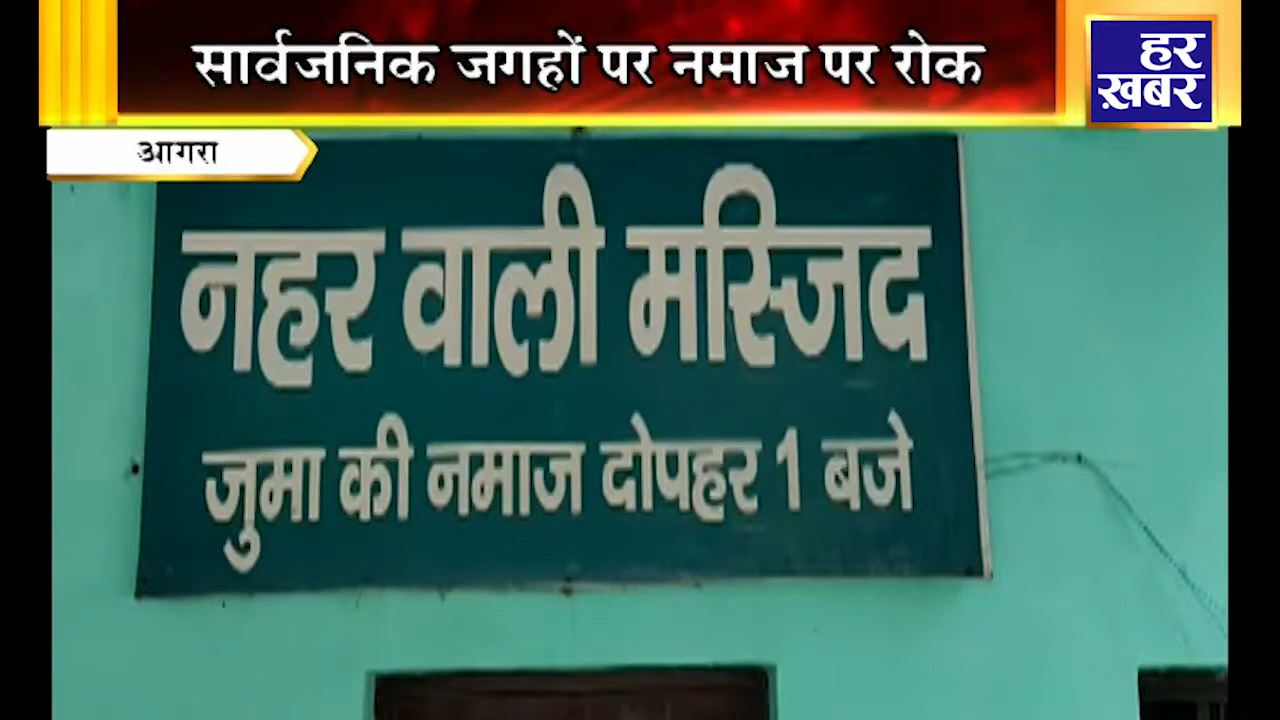 सार्वजनिक जगहों पर नमाज पर रोक
हर
ख़बर
आगरा
नहर वाली मस्जिद
जुमा की नमाज दोपहर 1 बजे